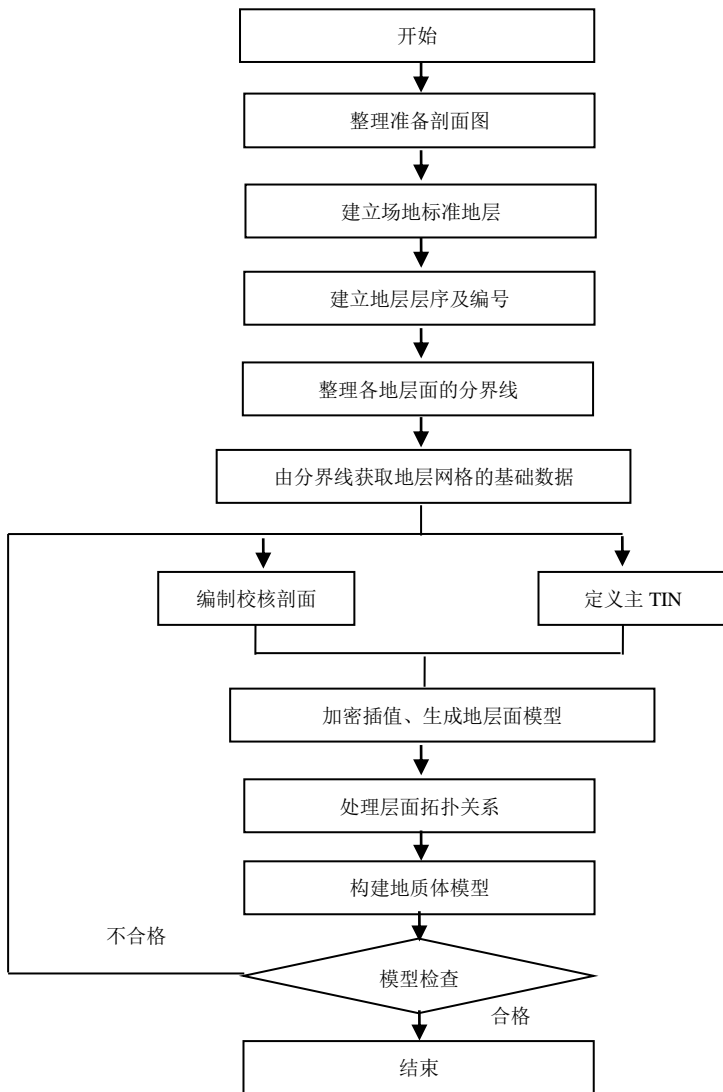 开始
整理准备剖面图
建立场地标准地层
建立地层层序及编号
整理各地层面的分界线
由分界线获取地层网格的基础数据
编制校核剖面
定义主 TIN
加密插值、生成地层面模型
处理层面拓扑关系
构建地质体模型
不合格
模型检查
合格
结束